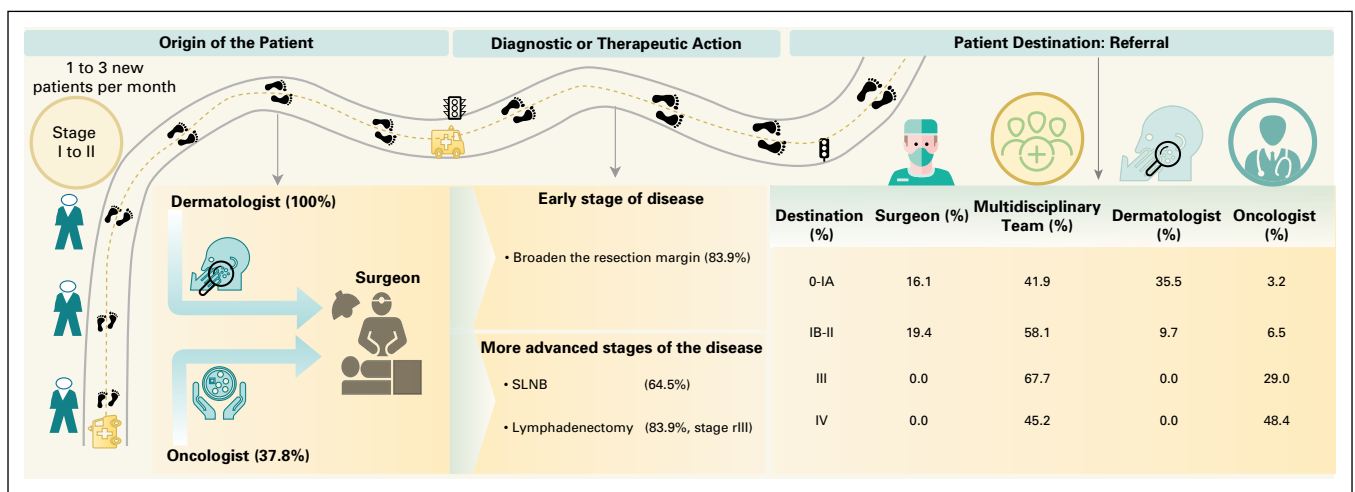 Origin of the Patient
Diagnostic or Therapeutic Action
Patient Destination: Referral
1 to 3 new
patients per month
Stage
I to II
Dermatologist (100%)
Surgeon
Oncologist (37.8%)
Early stage of disease
• Broaden the resection margin (83.9%)
More advanced stages of the disease
• SLNB (64.5%)
• Lymphadenectomy (83.9%, stage rIII)
Destination (%) Surgeon (%) Multidisciplinary Team (%) Dermatologist (%) Oncologist (%)
0-IA 16.1 41.9 35.5 3.2
IB-II 19.4 58.1 9.7 6.5
III 0.0 67.7 0.0 29.0
IV 0.0 45.2 0.0 48.4